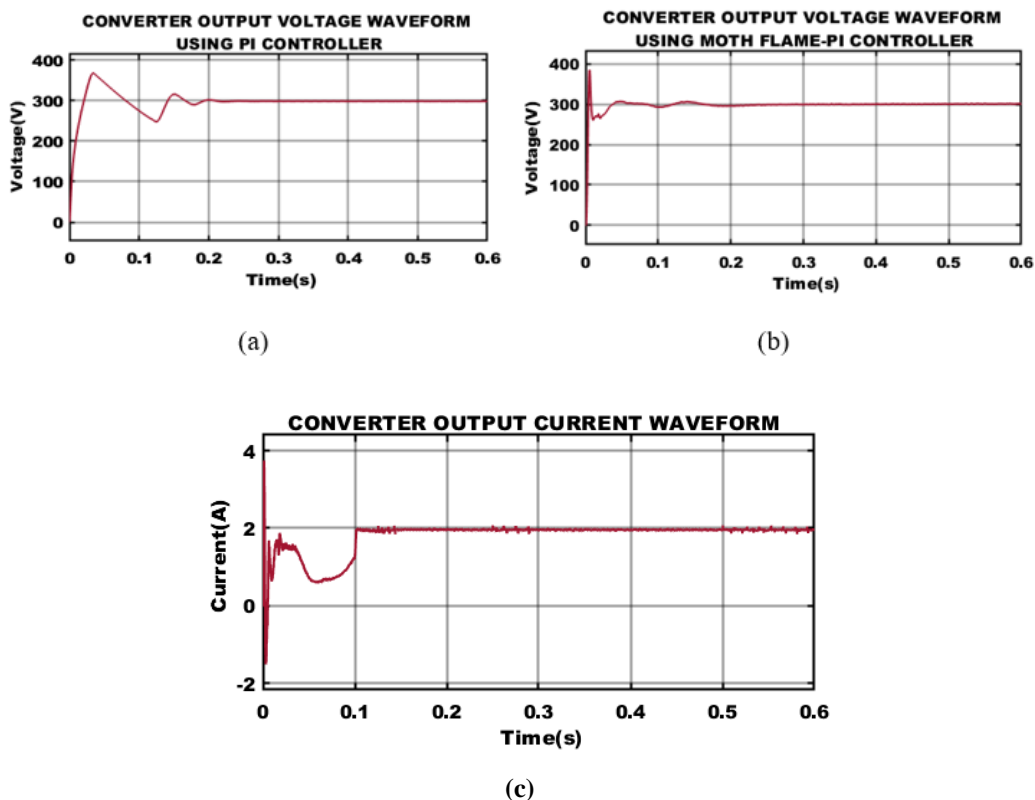 CONVERTER OUTPUT VOLTAGE WAVEFORM
USING PI CONTROLLER
400
300
200
100
0
Voltage(V)
0 0.1 0.2 0.3 0.4 0.5 0.6
Time(s)
(a)
CONVERTER OUTPUT VOLTAGE WAVEFORM
USING MOTH FLAME-PI CONTROLLER
400
300
200
100
0
Voltage(V)
0 0.1 0.2 0.3 0.4 0.5 0.6
Time(s)
(b)
CONVERTER OUTPUT CURRENT WAVEFORM
4
2
0
-2
Current(A)
0 0.1 0.2 0.3 0.4 0.5 0.6
Time(s)
(c)